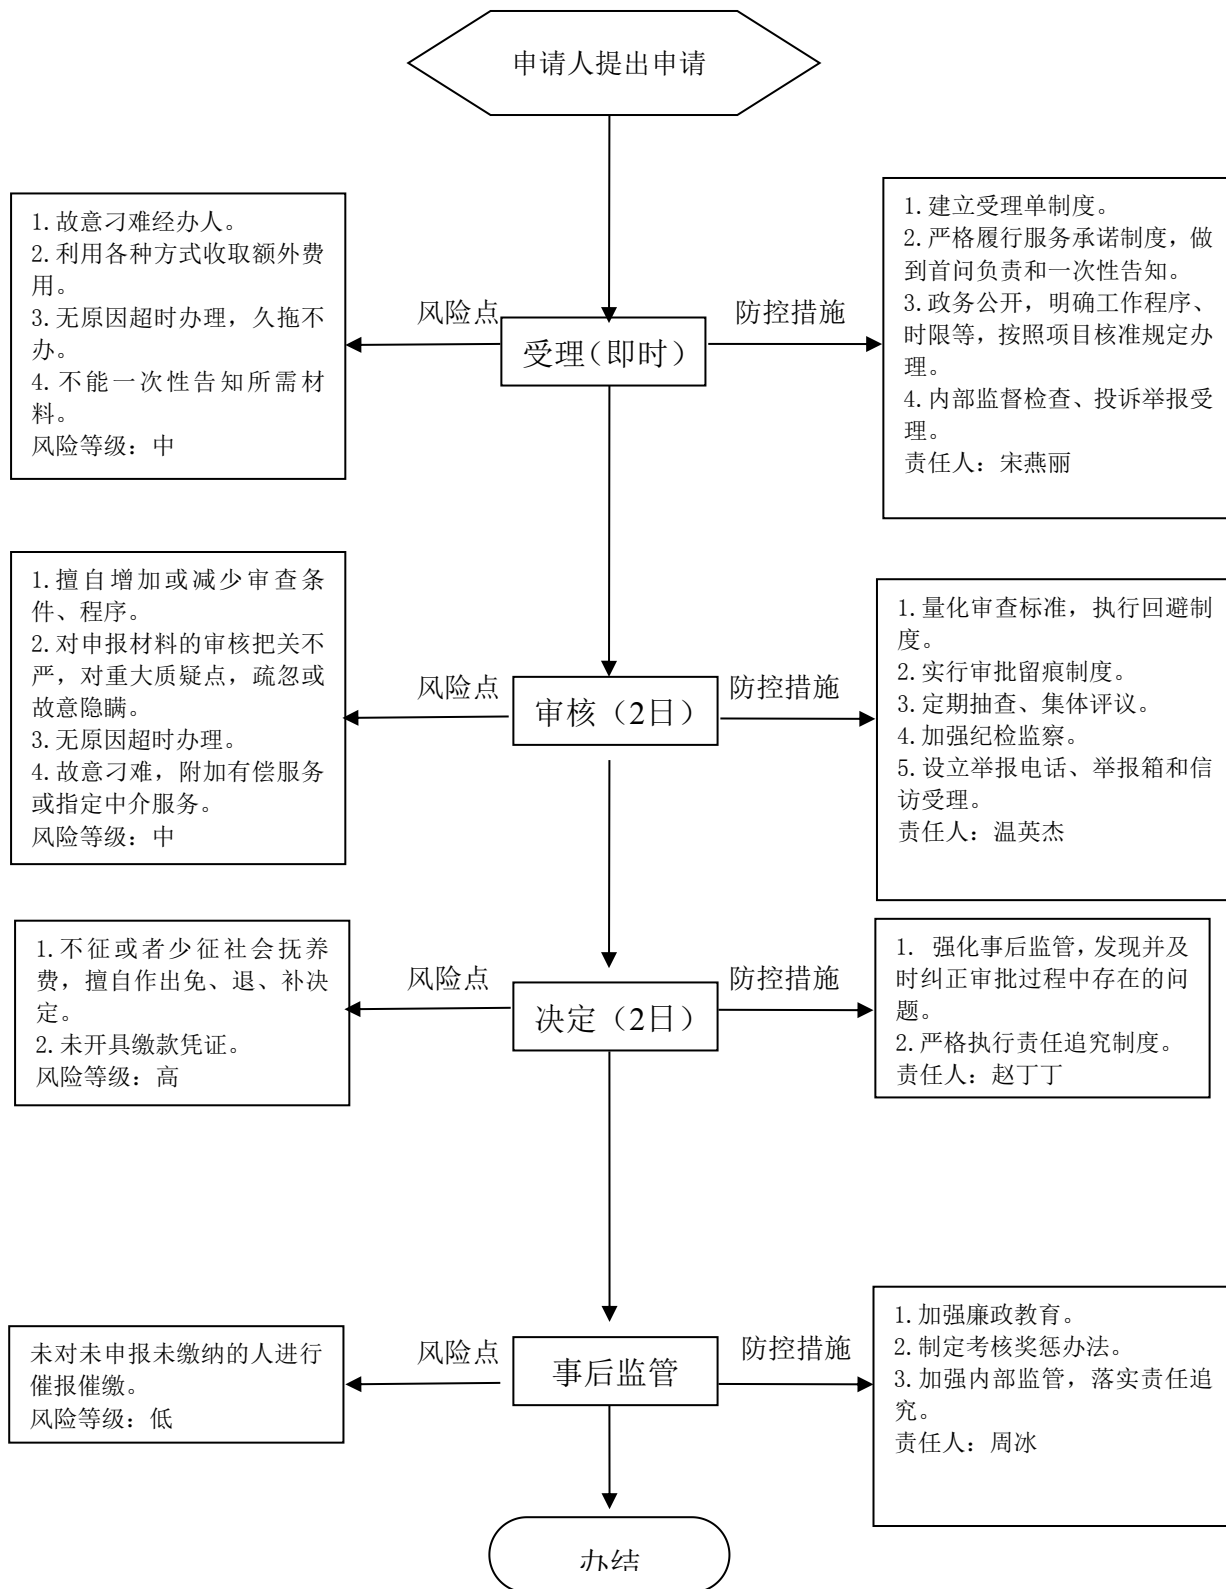 申请人提出申请
1.故意刁难经办人。
2.利用各种方式收取额外费
用。
3.无原因超时办理，久拖不
办。
4.不能一次性告知所需材
料。
风险等级：中
风险点
受理（即时）
防控措施
1.建立受理单制度。
2.严格履行服务承诺制度，做
到首问负责和一次性告知。
3.政务公开，明确工作程序、
时限等，按照项目核准规定办
理。
4.内部监督检查、投诉举报受
理。
责任人：宋燕丽
1.擅自增加或减少审查条
件、程序。
2.对申报材料的审核把关不
严，对重大质疑点，疏忽或
故意隐瞒。
3.无原因超时办理。
4.故意刁难，附加有偿服务
或指定中介服务。
风险等级：中
风险点
审核（2日）
防控措施
1.量化审查标准，执行回避制
度。
2.实行审批留痕制度。
3.定期抽查、集体评议。
4.加强纪检监察。
5.设立举报电话、举报箱和信
访受理。
责任人：温英杰
1.不征或者少征社会抚养
费，擅自作出免、退、补决
定。
2.未开具缴款凭证。
风险等级：高
风险点
决定（2日）
防控措施
1. 强化事后监管，发现并及
时纠正审批过程中存在的问
题。
2.严格执行责任追究制度。
责任人：赵丁丁
未对未申报未缴纳的人进行
催报催缴。
风险等级：低
风险点
事后监管
防控措施
1.加强廉政教育。
2.制定考核奖惩办法。
3.加强内部监管，落实责任追
究。
责任人：周冰
办结